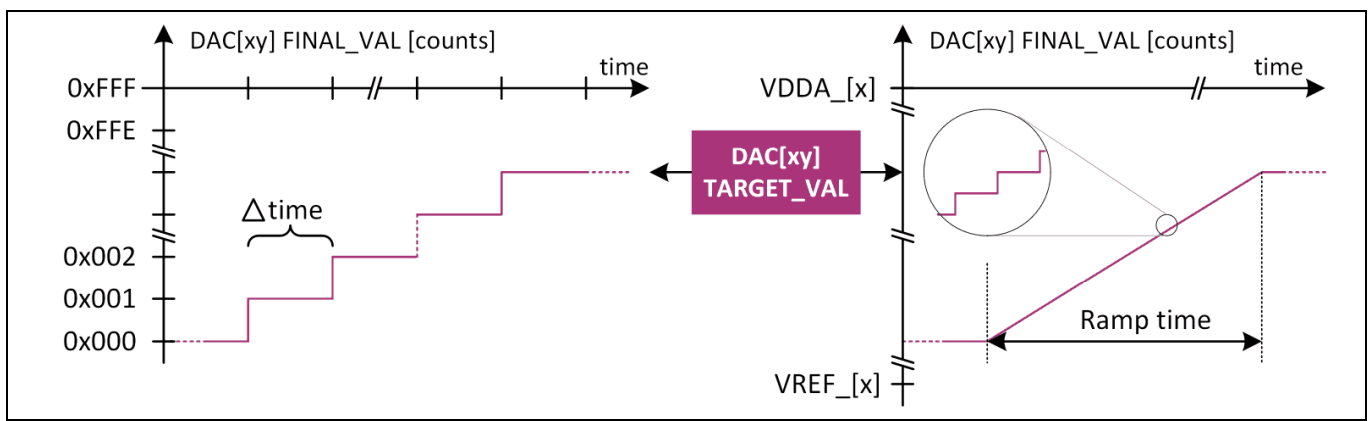 DAC[xy] FINAL_VAL [counts]
time
0xFFF
0xFFE
Δtime
0x002
0x001
0x000
DAC[xy]
TARGET_VAL
DAC[xy] FINAL_VAL [counts]
time
VDDA_[x]
Ramp time
VREF_[x]